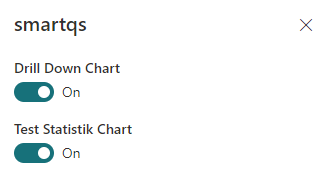 smartqs
Drill Down Chart
On
Test Statistik Chart
On